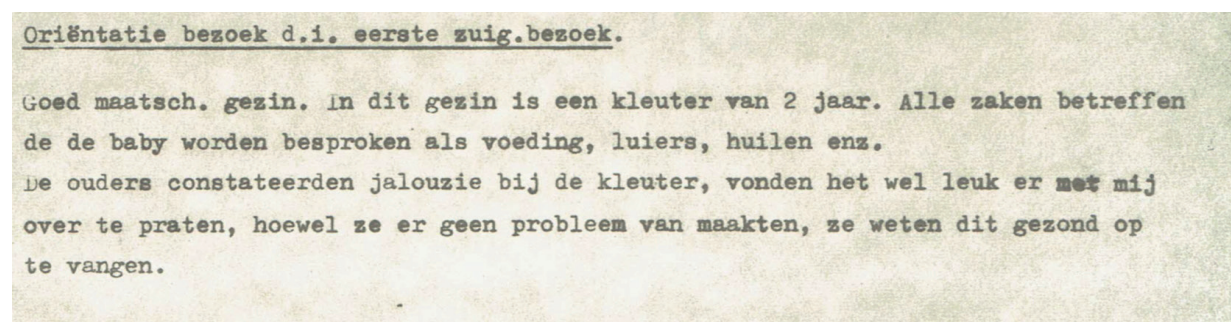 Oriëntatie bezoek d.i. eerste zuig.bezoek.
Goed maatsch. gezin. In dit gezin is een kleuter van 2 jaar. Alle zaken betreffen
de de baby worden besproken als voeding, luiers, huilen enz.
De ouders constateerden jalouzie bij de kleuter, vonden het wel leuk er met mij
over te praten, hoewel ze er geen probleem van maakten, ze weten dit gezond op
te vangen.